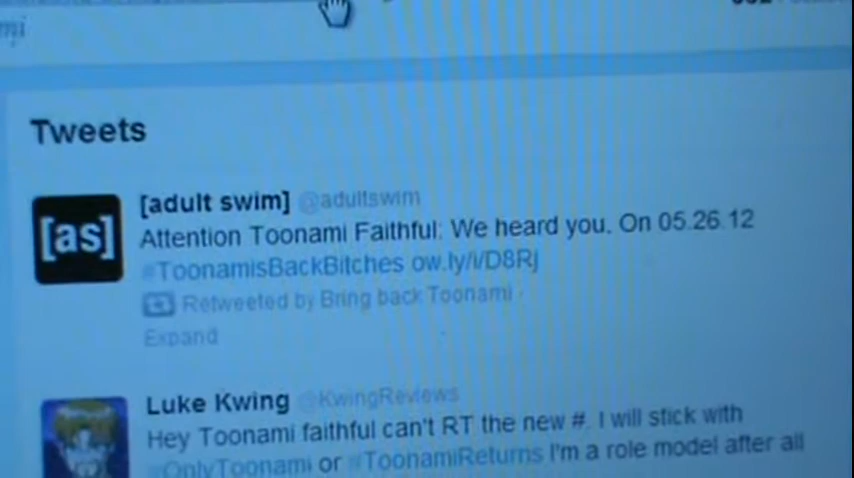 Tweets
[as]
[adult swim] @adultswim
Attention Toonami Faithful: We heard you. On 05.26.12
#ToonamisBackBitches ow.ly/i/D8Rj
Retweeted by Bring back Toonami
Expand
Luke Kwing @KwingReviews
Hey Toonami faithful can't RT the new #. I will stick with
#OnlyToonami or #ToonamiReturns I'm a role model after all